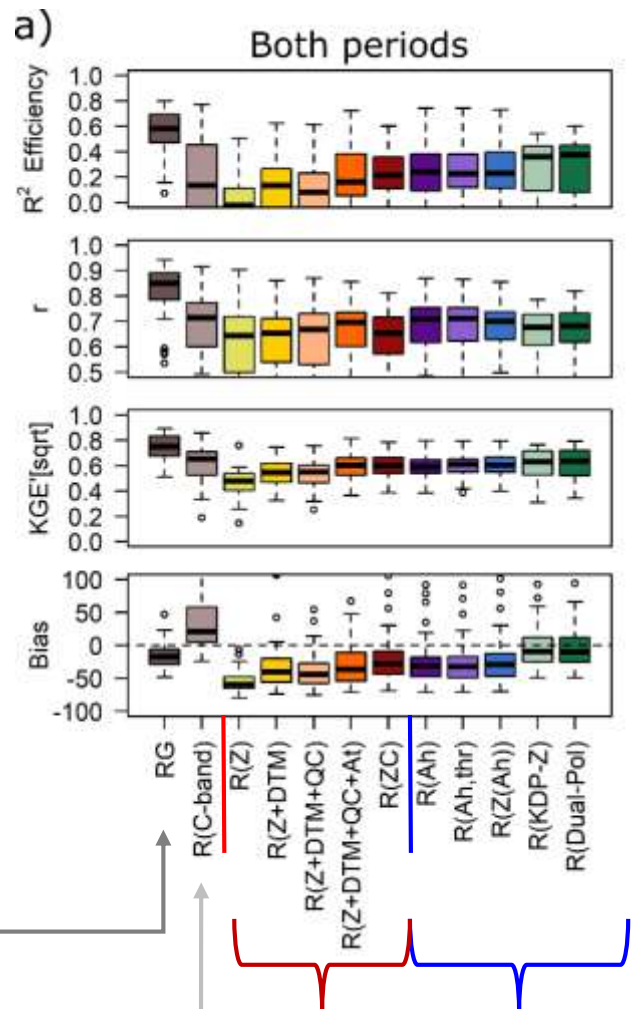 a)
Both periods
R² Efficiency
1.0
0.8
0.6
0.4
0.2
0.0
r
1.0
0.9
0.8
0.7
0.6
0.5
KGE'[sqrt]
1.0
0.8
0.6
0.4
0.2
0.0
Bias
100
50
0
-50
-100
RG
R(C-band)
R(Z)
R(Z+DTM)
R(Z+DTM+QC)
R(Z+DTM+QC+At)
R(ZC)
R(Ah)
R(Ah,thr)
R(Z(Ah))
R(KDP-Z)
R(Dual-Pol)